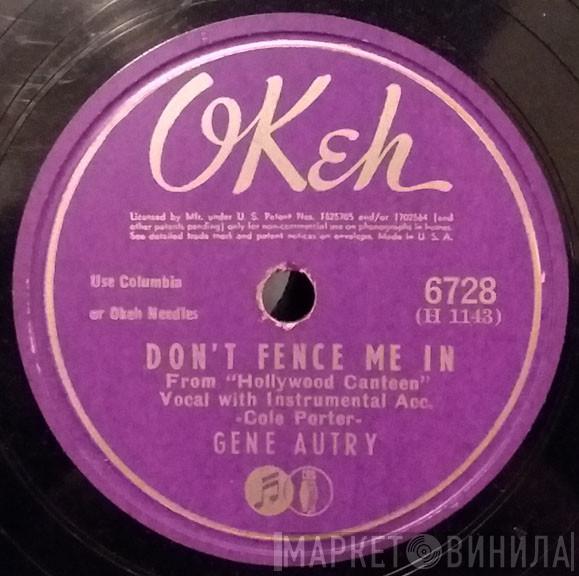 OKeh
Licensed by Mfr. under U. S. Patent Nos. 1625705 and/or 1702564 (and
other patents pending) only for non-commercial use on phonographs in homes.
See detailed trade mark and patent notices on envelope. Made in U. S. A.
Use Columbia
or Okeh Needles
6728
(H 1143)
DON'T FENCE ME IN
From "Hollywood Canteen"
Vocal with Instrumental Acc.
-Cole Porter-
GENE AUTRY
МАРКЕТ ВИНИЛА